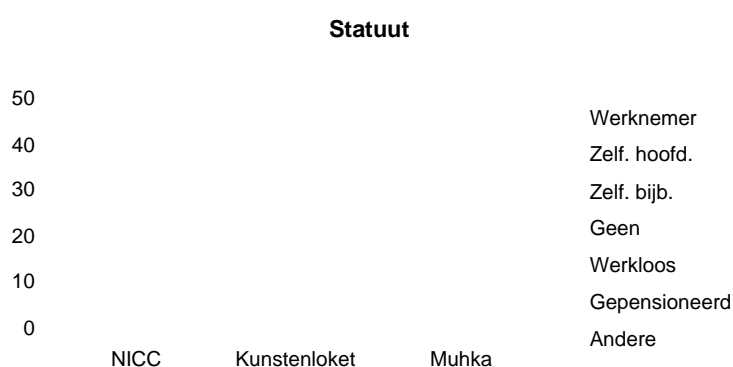 Statuut
50
40
30
20
10
0
NICC Kunstenloket Muhka
Werknemer
Zelf. hoofd.
Zelf. bijb.
Geen
Werkloos
Gepensioneerd
Andere